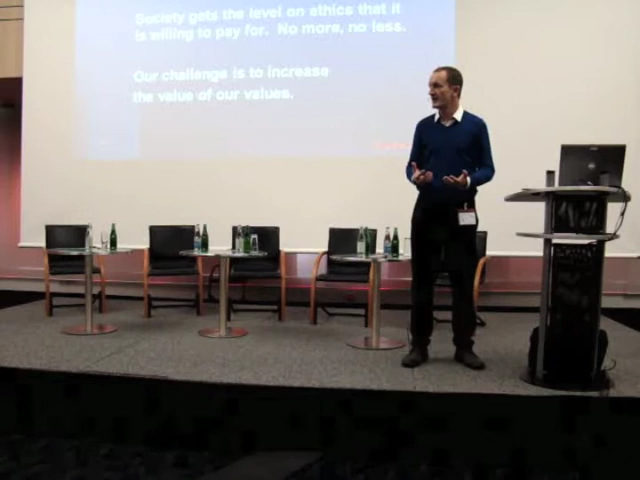 Society gets the level on ethics that it
is willing to pay for. No more, no less.
Our challenge is to increase
the value of our values.